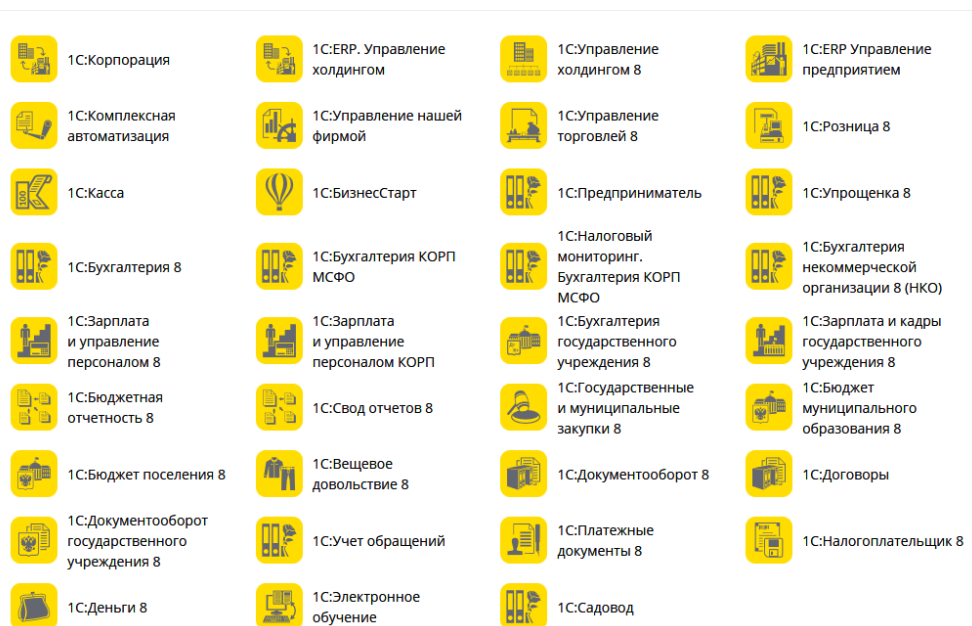 1С:Корпорация
1С:ERP. Управление
холдингом
1С:Управление
холдингом 8
1С:ERP Управление
предприятием
1С:Комплексная
автоматизация
1С:Управление нашей
фирмой
1С:Управление
торговлей 8
1С:Розница 8
100
1С:Касса
1С:БизнесСтарт
1С:Предприниматель
1С:Упрощенка 8
1С:Бухгалтерия 8
1С:Бухгалтерия КОРП
МСФО
1С:Налоговый
мониторинг.
Бухгалтерия КОРП
МСФО
1С:Бухгалтерия
некоммерческой
организации 8 (НКО)
1С:Зарплата
и управление
персоналом 8
1С:Зарплата
и управление
персоналом КОРП
1С:Бухгалтерия
государственного
учреждения 8
1С:Зарплата и кадры
государственного
учреждения 8
1С:Бюджетная
отчетность 8
1С:Свод отчетов 8
1С:Государственные
и муниципальные
закупки 8
1С:Бюджет
муниципального
образования 8
1С:Бюджет поселения 8
1С:Вещевое
довольствие 8
1С:Документооборот 8
1С:Договоры
1С:Документооборот
государственного
учреждения 8
1С:Учет обращений
1С:Платежные
документы 8
1С:Налогоплательщик 8
1С:Деньги 8
1С:Электронное
обучение
1С:Садовод